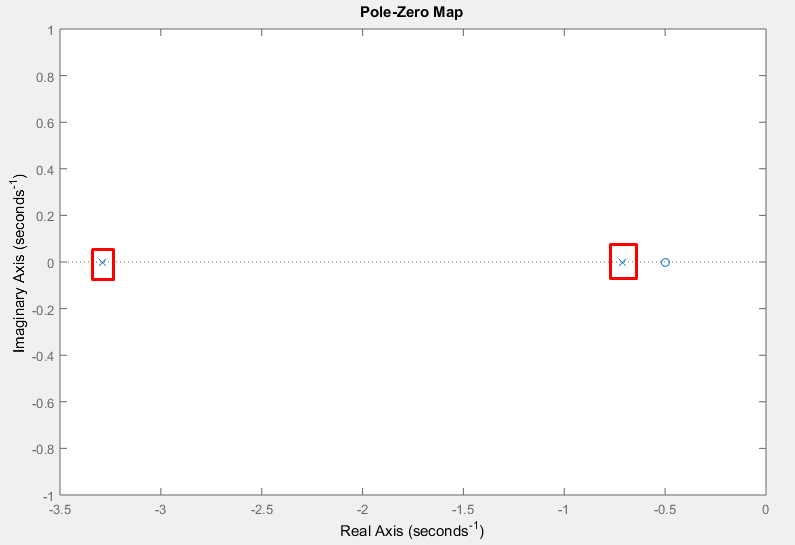 Pole-Zero Map
1
0.8
0.6
0.4
0.2
0
-0.2
-0.4
-0.6
-0.8
-1
Imaginary Axis (seconds⁻¹)
-3.5 -3 -2.5 -2 -1.5 -1 -0.5 0
Real Axis (seconds⁻¹)